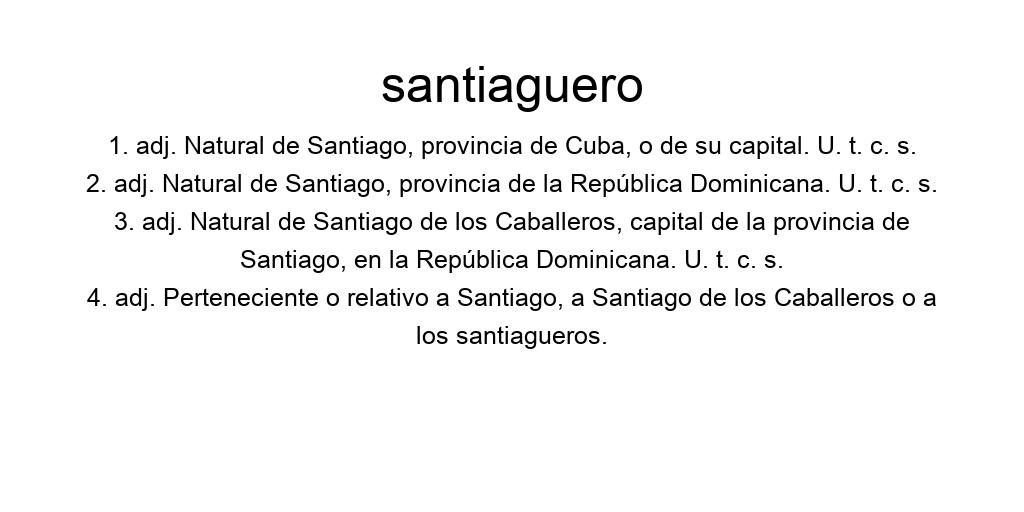 santiaguero
1. adj. Natural de Santiago, provincia de Cuba, o de su capital. U. t. c. s.
2. adj. Natural de Santiago, provincia de la República Dominicana. U. t. c. s.
3. adj. Natural de Santiago de los Caballeros, capital de la provincia de
Santiago, en la República Dominicana. U. t. c. s.
4. adj. Perteneciente o relativo a Santiago, a Santiago de los Caballeros o a
los santiagueros.